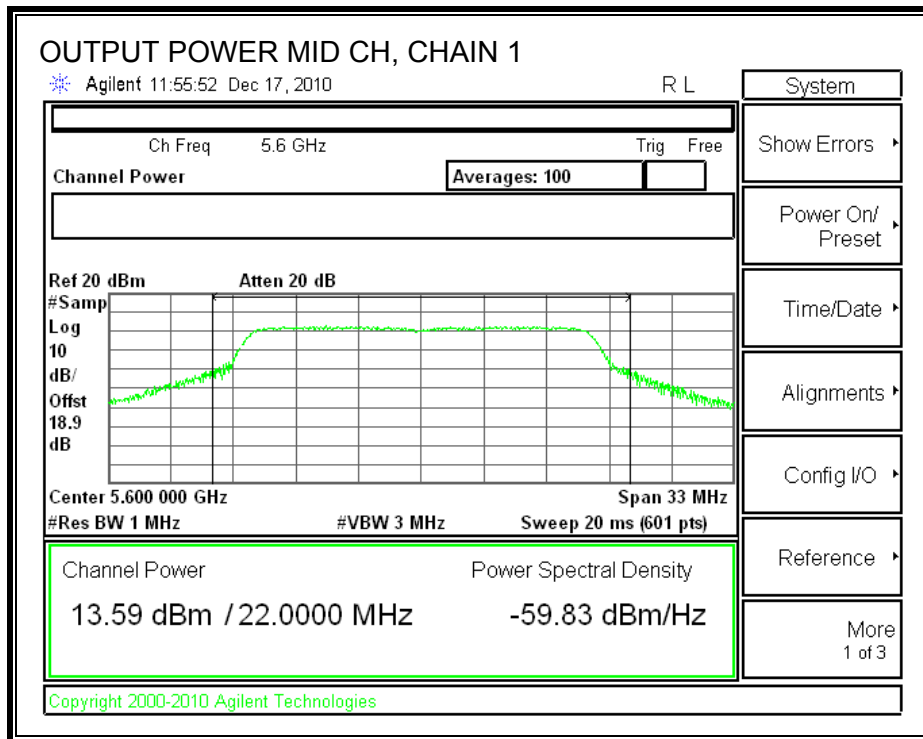 OUTPUT POWER MID CH, CHAIN 1
Agilent 11:55:52 Dec 17, 2010 R L
System
Ch Freq 5.6 GHz Trig Free
Show Errors
Channel Power Averages: 100
Power On/
Preset
Ref 20 dBm Atten 20 dB
#Samp
Log
10
dB/
Offst
18.9
dB
Time/Date
Alignments
Config I/O
Center 5.600 000 GHz Span 33 MHz
#Res BW 1 MHz #VBW 3 MHz Sweep 20 ms (601 pts)
Channel Power Power Spectral Density
Reference
13.59 dBm / 22.0000 MHz -59.83 dBm/Hz
More
1 of 3
Copyright 2000-2010 Agilent Technologies